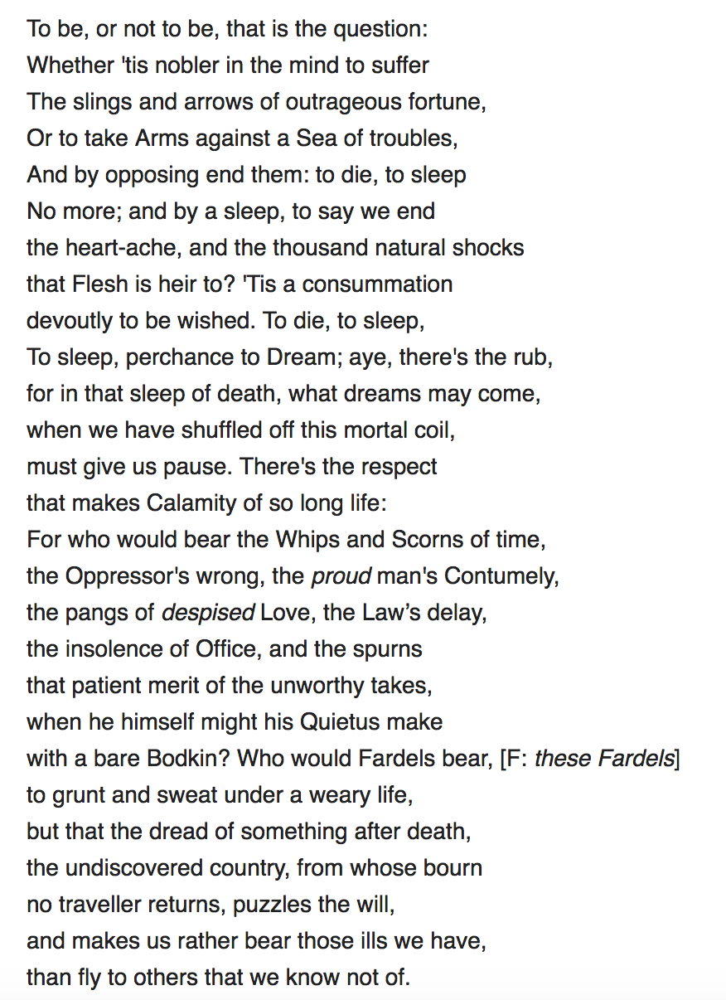 To be, or not to be, that is the question:
Whether 'tis nobler in the mind to suffer
The slings and arrows of outrageous fortune,
Or to take Arms against a Sea of troubles,
And by opposing end them: to die, to sleep
No more; and by a sleep, to say we end
the heart-ache, and the thousand natural shocks
that Flesh is heir to? 'Tis a consummation
devoutly to be wished. To die, to sleep,
To sleep, perchance to Dream; aye, there's the rub,
for in that sleep of death, what dreams may come,
when we have shuffled off this mortal coil,
must give us pause. There's the respect
that makes Calamity of so long life:
For who would bear the Whips and Scorns of time,
the Oppressor's wrong, the proud man's Contumely,
the pangs of despised Love, the Law’s delay,
the insolence of Office, and the spurns
that patient merit of the unworthy takes,
when he himself might his Quietus make
with a bare Bodkin? Who would Fardels bear, [F: these Fardels]
to grunt and sweat under a weary life,
but that the dread of something after death,
the undiscovered country, from whose bourn
no traveller returns, puzzles the will,
and makes us rather bear those ills we have,
than fly to others that we know not of.